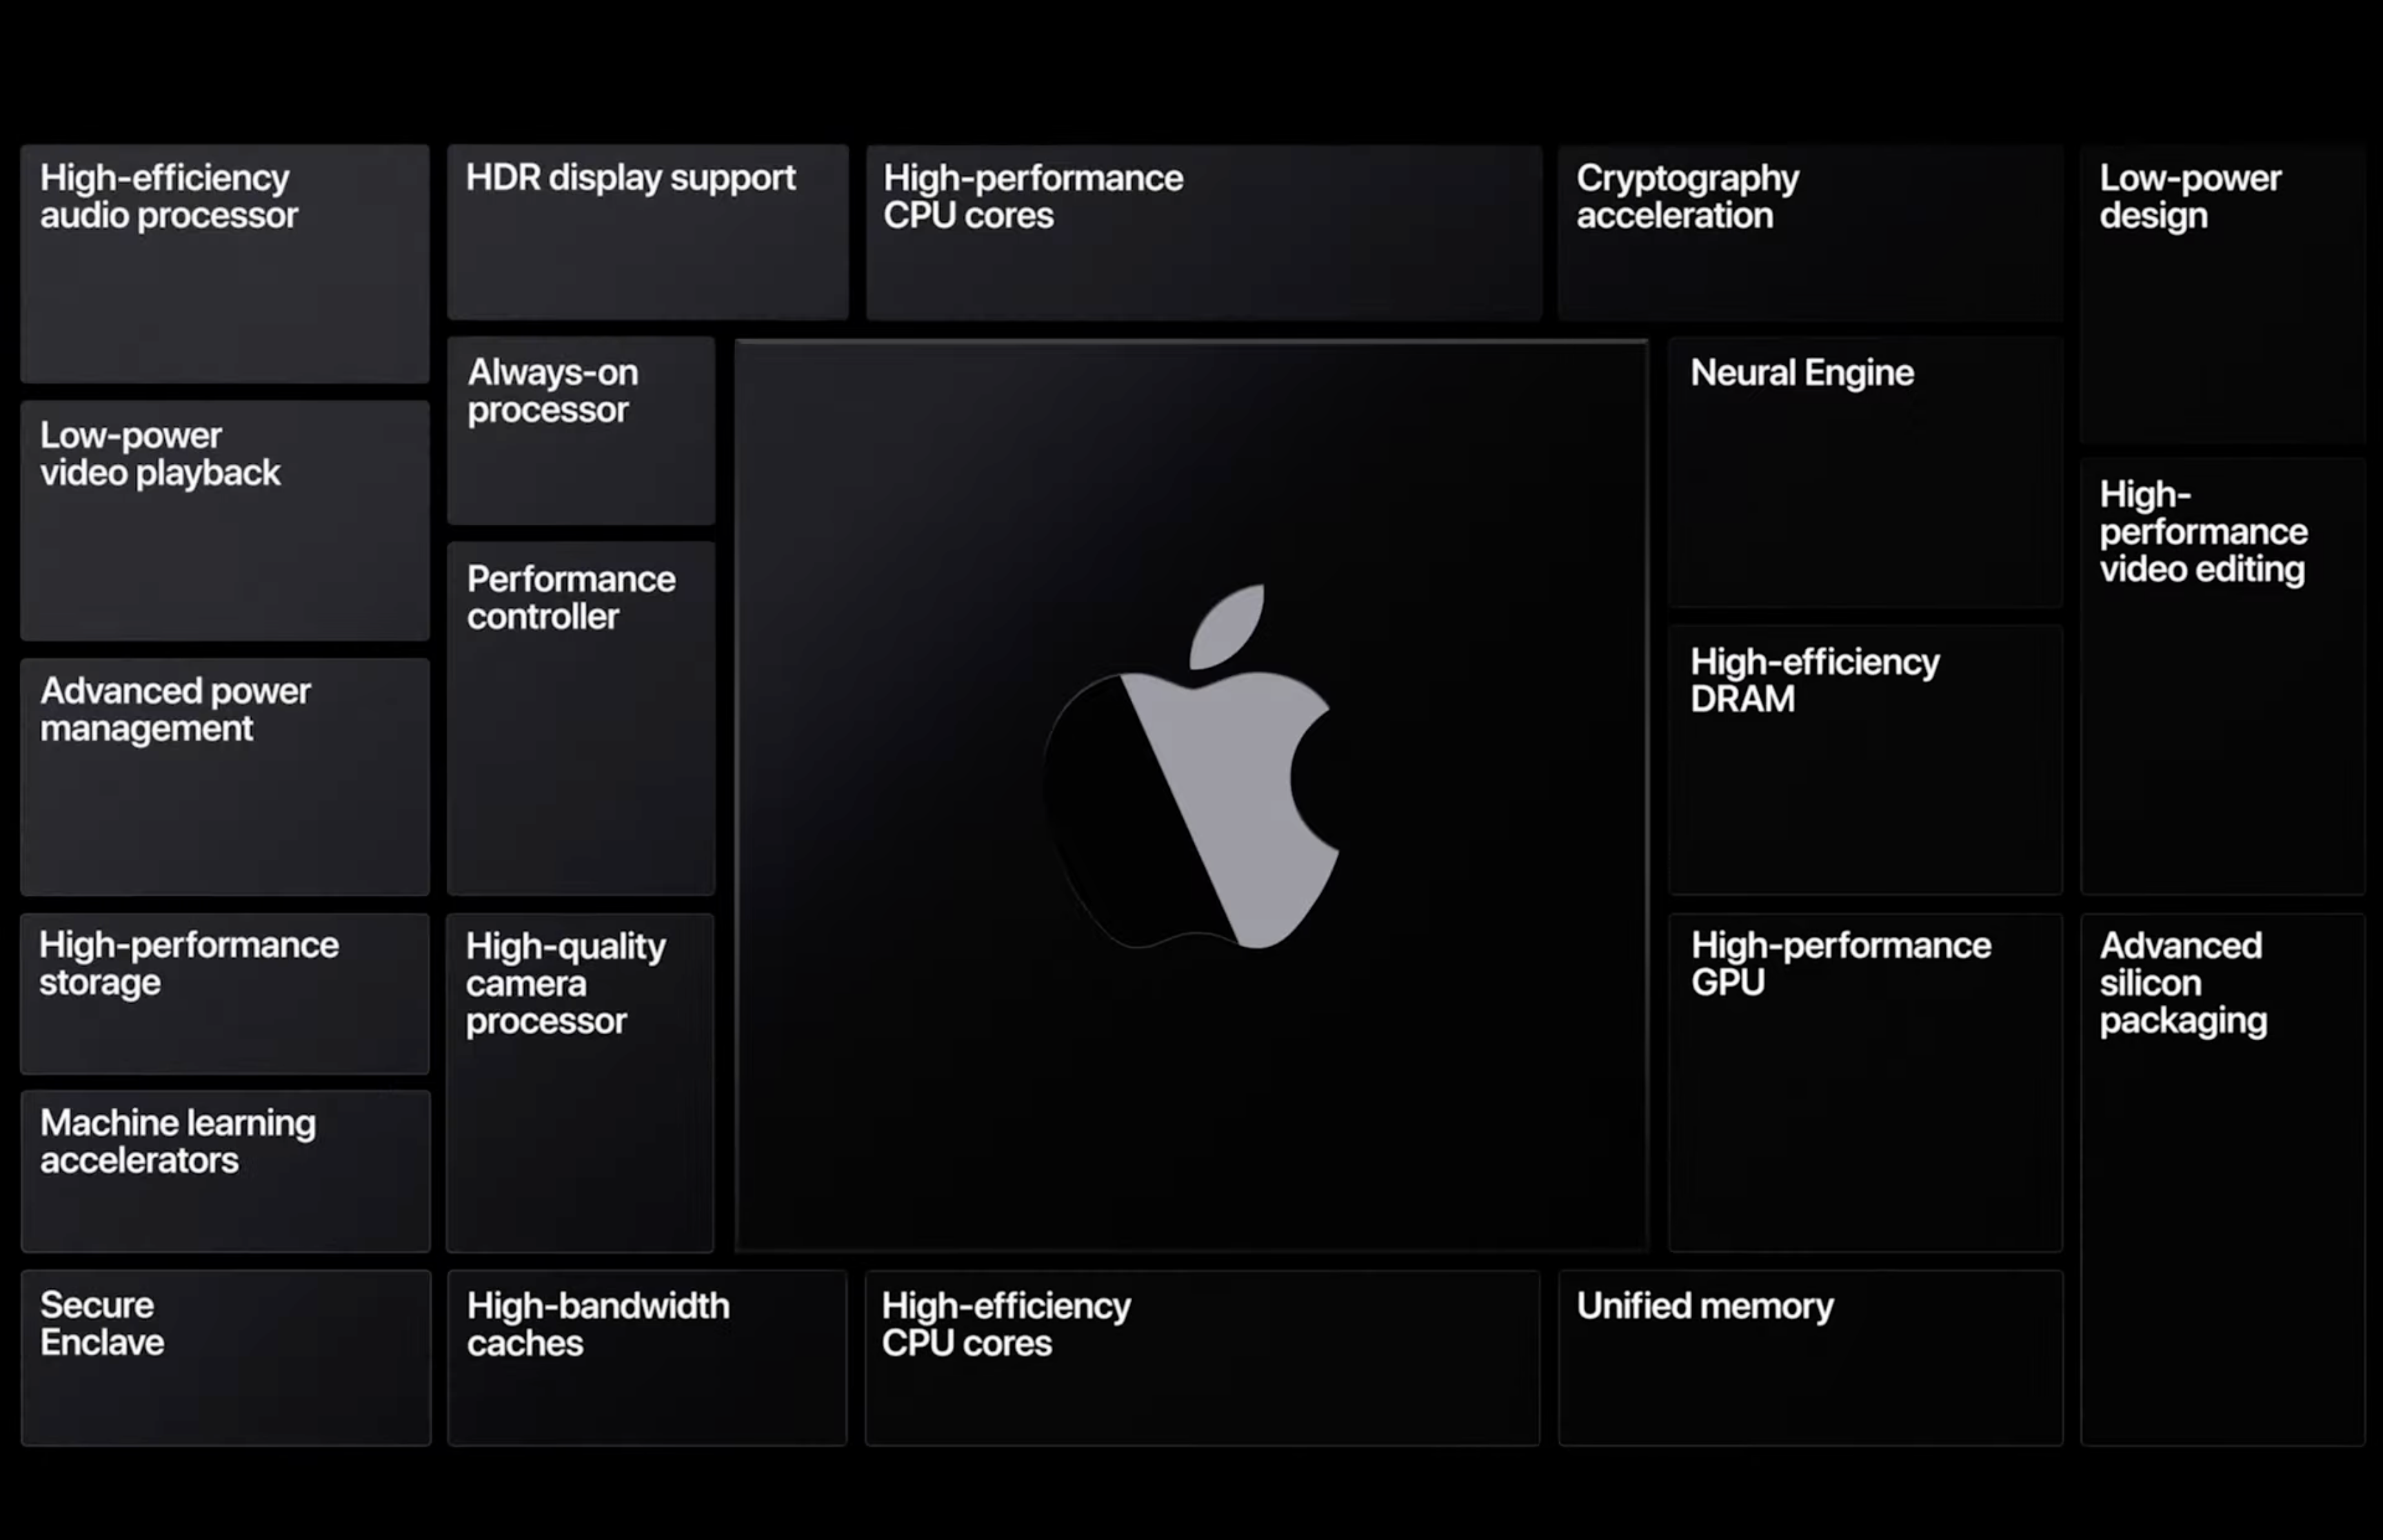 High-efficiency
audio processor
HDR display support
High-performance
CPU cores
Cryptography
acceleration
Low-power
design
Always-on
processor
Neural Engine
Low-power
video playback
High-
performance
video editing
Performance
controller
High-efficiency
DRAM
Advanced power
management
High-performance
storage
High-quality
camera
processor
High-performance
GPU
Advanced
silicon
packaging
Machine learning
accelerators
Secure
Enclave
High-bandwidth
caches
High-efficiency
CPU cores
Unified memory